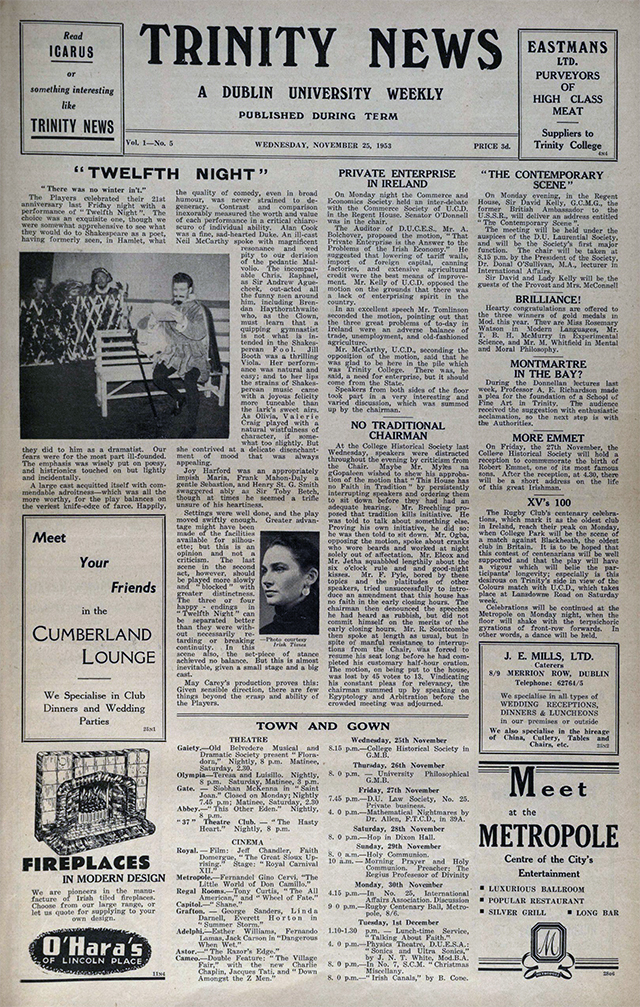 Read
ICARUS
or
something interesting
like
TRINITY NEWS
TRINITY NEWS
A DUBLIN UNIVERSITY WEEKLY
PUBLISHED DURING TERM
EASTMANS
LTD.
PURVEYORS
OF
HIGH CLASS
MEAT
Suppliers to
Trinity College
Vol. 1—No. 5
WEDNESDAY, NOVEMBER 25, 1953
PRICE 3d.
"TWELFTH NIGHT"
"There was no winter in't."
The Players celebrated their 21st
anniversary last Friday night with a
performance of "Twelfth Night". The
choice was an exquisite one, though we
were somewhat apprehensive to see what
they would do to Shakespeare as a poet,
having formerly seen, in Hamlet, what
they did to him as a dramatist. Our
fears were for the most part ill-founded.
The emphasis was wisely put on poesy,
and histrionics touched on but lightly
and incidentally.
A large cast acquitted itself with com-
mendable adroitness—which was all the
more worthy, for the play balances on
the veriest knife-edge of farce. Happily,
the quality of comedy, even in broad
humour, was never strained to de-
generacy. Contrast and comparison
inexorably measured the worth and value
of each performance in a critical chiaro-
scuro of individual ability. Alan Cook
was a fine, sad-hearted Duke. An ill-cast
Neil McCarthy spoke with magnificent
resonance wed
pity to our derision
of the pedantic Mal-
volio. The incompar-
able Chris. Raphael,
as Sir Andrew Ague-
cheek, out-acted all
the funny men around
him, including Bren-
dan Haythornthwaite
who, as the Clown,
must learn that a
quipping gymnastist
is not what is in-
tended in the Shakes-
perean Fool. Jill
Booth was a thrilling
Viola. Her perform-
ance was natural and
easy; and to her lips
the strains of Shakes-
perean music came
with a joyous felicity
more tuneable than
the lark's sweet airs.
As Olivia, Valerie
Craig played with a
natural wistfulness of
character, if some-
what too slightly. But
she contrived at a delicate disenchant-
ment of mood that was always
appealing.
Joy Harford was an appropriately
impish Maria, Frank Mahon-Daly a
gentle Sebastion, and Henry St. G. Smith
swaggered ably as Sir Toby Belch,
though at times he seemed a trifle
unsure of his heartiness.
Settings were well done, and the play
moved swiftly enough. Greater advan-
tage might have been
made of the facilities
available for silhou-
ette; but this is an
opinion and not a
criticism. The last
scene in the second
act, however, should
be played more slowly
and "blocked" with
greater distinctness.
The three or four
happy - endings in
"Twelfth Night" can
be separated better
than they were with-
out necessarily re-
tarding or breaking
continuity. In this
scene also, the set-piece of stance
achieved no balance. But this is almost
inevitable, given a small stage and a big
cast.
May Carey's production proves this:
Given sensible direction, there are few
things beyond the grasp and ability of
the Players.
Photo courtesy
Irish Times
Meet
Your
Friends
in the
CUMBERLAND
LOUNGE
We Specialise in Club
Dinners and Wedding
Parties
FIREPLACES
IN MODERN DESIGN
We are pioneers in the manu-
facture of Irish tiled fireplaces.
Choose from our large range, or
let us quote for supplying to your
own design.
O'Hara's
OF LINCOLN PLACE
PRIVATE ENTERPRISE
IN IRELAND
On Monday night the Commerce and
Economics Society held an inter-debate
with the Commerce Society of U.C.D.
in the Regent House. Senator O'Donnell
was in the chair.
The Auditor of D.U.C.E.S., Mr. A.
Bolchover, proposed the motion, "That
Private Enterprise is the Answer to the
Problems of the Irish Economy". He
suggested that lowering of tariff walls,
import of foreign capital, canning
factories, and extensive agricultural
credit were the best means of improve-
ment. Mr. Kelly of U.C.D. opposed the
motion on the grounds that there was
a lack of enterprising spirit in the
country.
In an excellent speech Mr. Tomlinson
seconded the motion, pointing out that
the three great problems of to-day in
Ireland were an adverse balance of
trade, unemployment, and old-fashioned
agriculture.
Mr. McCarthy, U.C.D., seconding the
opposition of the motion, said that he
was glad to be here in the pile which
was Trinity College. There was, he
said, a need for enterprise, but it should
come from the State.
Speakers from both sides of the floor
took part in a very interesting and
varied discussion, which was summed
up by the chairman.
NO TRADITIONAL
CHAIRMAN
At the College Historical Society last
Wednesday, speakers were distracted
throughout the evening by criticism from
the Chair. Maybe Mr. Myles na
gCopaleen wished to shew his approba-
tion of the motion that "This House has
no Faith in Tradition" by persistently
interrupting speakers and ordering them
to sit down before they had had an
adequate hearing. Mr. Brechling pro-
posed that tradition kills initiative. He
was told to talk about something else.
Proving his own initiative, he did so;
he was then told to sit down. Mr. Ogba,
opposing the motion, spoke about cranks
who wore beards and worked at night
solely out of affectation. Mr. Elcox and
Mr. Jetha squabbled lengthily about the
six o'clock ale and and good-night
kisses. Mr. F. Pyle, bored by these
topics and the platitudes of other
speakers, tried unsuccessfully to intro-
duce an amendment that this house had
no faith in the early closing hours. The
chairman then denounced the speeches
he had heard as rubbish, but did not
commit himself on the merits of the
early closing hours. Mr. R. Southcombe
then spoke at length as usual, but in
spite of manful resistance to interrup-
tions from the chair, was forced to
resume his seat long before he had com-
pleted his customary half-hour oration.
The motion, on being put to the house,
was lost by 45 votes to 13. Vindicating
his constant pleas for relevancy, the
chairman summed up by speaking on
Egyptology and Arbitration before the
crowded meeting was adjourned.
"THE CONTEMPORARY
SCENE"
On Monday evening, in the Regent
House, Sir David Kelly, G.C.M.G., the
former British Ambassador to the
U.S.S.R., will deliver an address entitled
"The Contemporary Scene".
The meeting will be held under the
auspices of the D.U. Laurential Society,
and will be the Society's first major
function. The chair will be taken at
8.15 p.m. by the President of the Society,
Dr. Donal O'Sullivan, M.A., lecturer in
International Affairs.
Sir David and Lady Kelly will be the
guests of the Provost and Mrs. McConnell
BRILLIANCE!
Hearty congratulations are offered to
the three winners of gold medals in
Mod. this year. They are Miss Rosemary
Watson in Modern Languages, Mr.
T. B. H. McMurry in Experimental
Science, and Mr. M. Whitfield in Mental
and Moral Philosophy.
MONTMARTRE
IN THE BAY?
During the Donnellan lectures last
week, Professor A. E. Richardson made
a plea for the foundation of a School of
Fine Art in Trinity. The audience
received the suggestion with enthusiastic
acclamation, so the next step is with
the Authorities.
MORE EMMET
On Friday, the 27th November, the
College Historical Society will hold a
reception to commemorate the birth of
Robert Emmet, one of its most famous
sons. After the reception, at 4.30, there
will be a short address on the life
of this great Irishman.
XV's 100
The Rugby Club's centenary celebra-
tions, which mark it as the oldest club
in Ireland, reach their peak on Monday,
when College Park will be the scene of
a match against Blackheath, the oldest
club in Britain. It is to be hoped that
this contest of centenarians will be well
supported and that the play will have
a vigour which will belie the par-
ticipants' longevity; especially is this
desirous on Trinity's side in view of the
Colours match with U.C.D., which takes
place at Lansdowne Road on Saturday
week.
Celebrations will be continued at the
Metropole on Monday night, when the
floor will shake with the terpsichoric
gyrations of front-row forwards. In
other words, a dance will be held.
J. E. MILLS, LTD.
Caterers
8/9 MERRION ROW, DUBLIN
Telephone: 62761/5
We specialise in all types of
WEDDING RECEPTIONS,
DINNERS & LUNCHEONS
in our premises or outside
We also specialise in the hireage
of China, Cutlery, Tables and
Chairs, etc.
Meet
at the
METROPOLE
Centre of the City's
Entertainment
LUXURIOUS BALLROOM
POPULAR RESTAURANT
SILVER GRILL
LONG BAR
M
TOWN AND GOWN
THEATRE
Gaiety.—Old Belvedere Musical and
Dramatic Society present "Flora-
dora," Nightly, 8 p.m. Matinee,
Saturday, 2.30.
Olympia—Teresa and Luisillo. Nightly,
8 p.m. Saturday, Matinee, 3 p.m.
Gate. — Siobhan McKenna in "Saint
Joan." Closed on Monday; Nightly
7.45 p.m; Matinee, Saturday, 2.30
Abbey.—"This Other Eden." Nightly,
8 p.m.
"37" Theatre Club. — "The Hasty
Heart." Nightly, 8 p.m.
CINEMA
Royal. — Film: Jeff Chandler, Faith
Domergue, "The Great Sioux Up-
rising." Stage: "Royal Carnival
XII."
Metropole.—Fernandel Gino Cervi, "The
Little World of Don Camillo."
Regal Rooms.—Tony Curtis, "The All
American," and "Wheel of Fate."
Capitol.—"Shane."
Grafton. — George Sanders, Linda
Darnell, Everett Horton in
"Summer Storm."
Adelphi.—Esther Williams, Fernando
Lamas, Jack Carson in "Dangerous
When Wet."
Astor.—"The Razor's Edge."
Cameo.—Double Feature: "The Village
Fair," with the new Charlie
Chaplin, Jacques Tati, and "Down
Amongst the Z Men."
Wednesday, 25th November
8.15 p.m.—College Historical Society in
G.M.B.
Thursday, 26th November
8. 0 p.m. — University Philosophical
G.M.B.
Friday, 27th November
7.45 p.m.—D.U. Law Society, No. 25.
Private business.
4. 0 p.m.—Mathematical Nightmares by
Dr. Allen, F.T.C.D., in 39A.
Saturday, 28th November
8. 0 p.m.—Hop in Dixon Hall.
Sunday, 29th November
8. 0 a.m.—Holy Communion.
10 a.m.—Morning Prayer and Holy
Communion. Preacher: The
Regius Professor of Divinity
Monday, 30th November
4.15 p.m.—In No. 25, International
Affairs Association. Discussion
9 0 p.m.—Rugby Centenary Ball, Metro-
pole, 8/6.
Tuesday, 1st December
1.10-1.30 p.m. — Lunch-time Service,
"Talking About Faith."
4. 0 p.m.—Physics Theatre, D.U.E.S.A.:
"Sonics and Ultra Sonics,"
by J. N. T. White, Mod.B.A.
8. 0 p.m.—In No. 7, S.C.M. "Christmas
Miscellany.
8. 0 p.m.—"Irish Canals," by B. Cone.